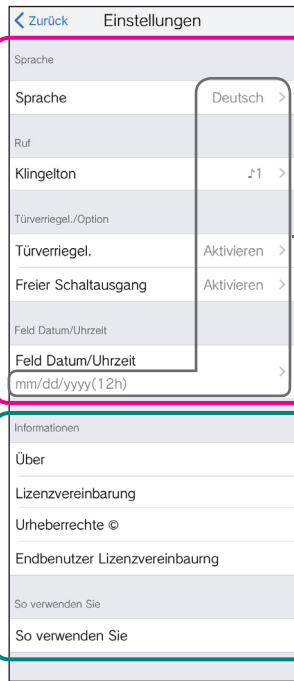 Zurück Einstellungen
Sprache
Sprache Deutsch
Ruf
Klingelton ♪1
Türverriegel./Option
Türverriegel. Aktivieren
Freier Schaltausgang Aktivieren
Feld Datum/Uhrzeit
Feld Datum/Uhrzeit
mm/dd/yyyy(12h)
Informationen
Über
Lizenzvereinbarung
Urheberrechte ©
Endbenutzer Lizenzvereinbaurng
So verwenden Sie
So verwenden Sie